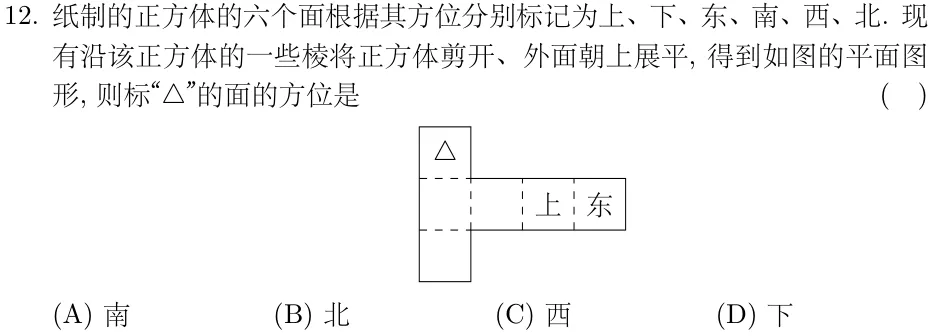 12. 纸制的正方体的六个面根据其方位分别标记为上、下、东、南、西、北. 现
有沿该正方体的一些棱将正方体剪开、外面朝上展平, 得到如图的平面图
形, 则标“△”的面的方位是 ( )
△
上 东
(A) 南 (B) 北 (C) 西 (D) 下